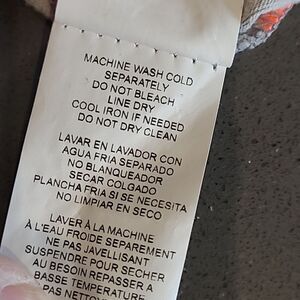 MACHINE WASH COLD
SEPARATELY
DO NOT BLEACH
LINE DRY
COOL IRON IF NEEDED
DO NOT DRY CLEAN
LAVAR EN LAVADOR CON
AGUA FRIA SEPARADO
NO BLANQUEADOR
SECAR COLGADO
PLANCHA FRIA SI SE NECESITA
NO LIMPIAR EN SECO
LAVER À LA MACHINE
À L'EAU FROIDE SEPAREMENT
NE PAS JAVELLISANT
SUSPENDRE POUR SECHER
AU BESOIN REPASSER A
BASSE TEMPERATURE
PAS